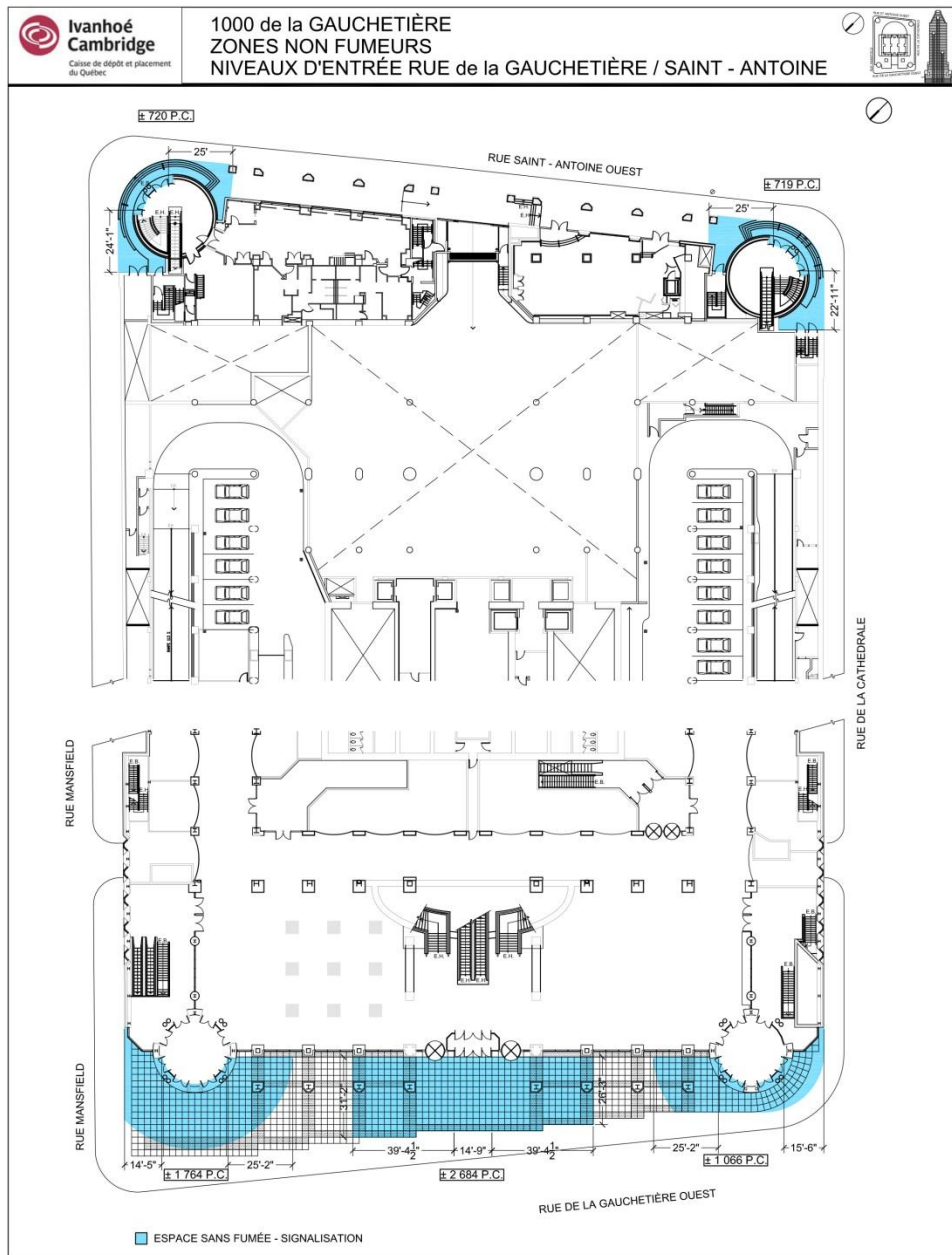 Ivanhoé
Cambridge
Caisse de dépôt et placement
du Québec
1000 de la GAUCHETIÈRE
ZONES NON FUMEURS
NIVEAUX D'ENTRÉE RUE de la GAUCHETIÈRE / SAINT - ANTOINE
± 720 P.C.
25'
RUE SAINT - ANTOINE OUEST
± 719 P.C.
25'
E.B.
E.H.
E.H.
E.H.
E.H.
24'-1"
22'-11"
RUE DE LA CATHEDRALE
RUE MANSFIELD
E.B.
E.H.
E.B.
E.B.
E.H.
E.B.
E.B.
E.H.
E.H.
E.H.
E.H.
E.B.
RUE MANSFIELD
31'-2"
26'-3"
14'-5"
± 1 764 P.C.
25'-2"
39'-4 1/2"
14'-9"
39'-4 1/2"
± 2 684 P.C.
25'-2"
± 1 066 P.C.
15'-6"
RUE DE LA GAUCHETIÈRE OUEST
ESPACE SANS FUMÉE - SIGNALISATION